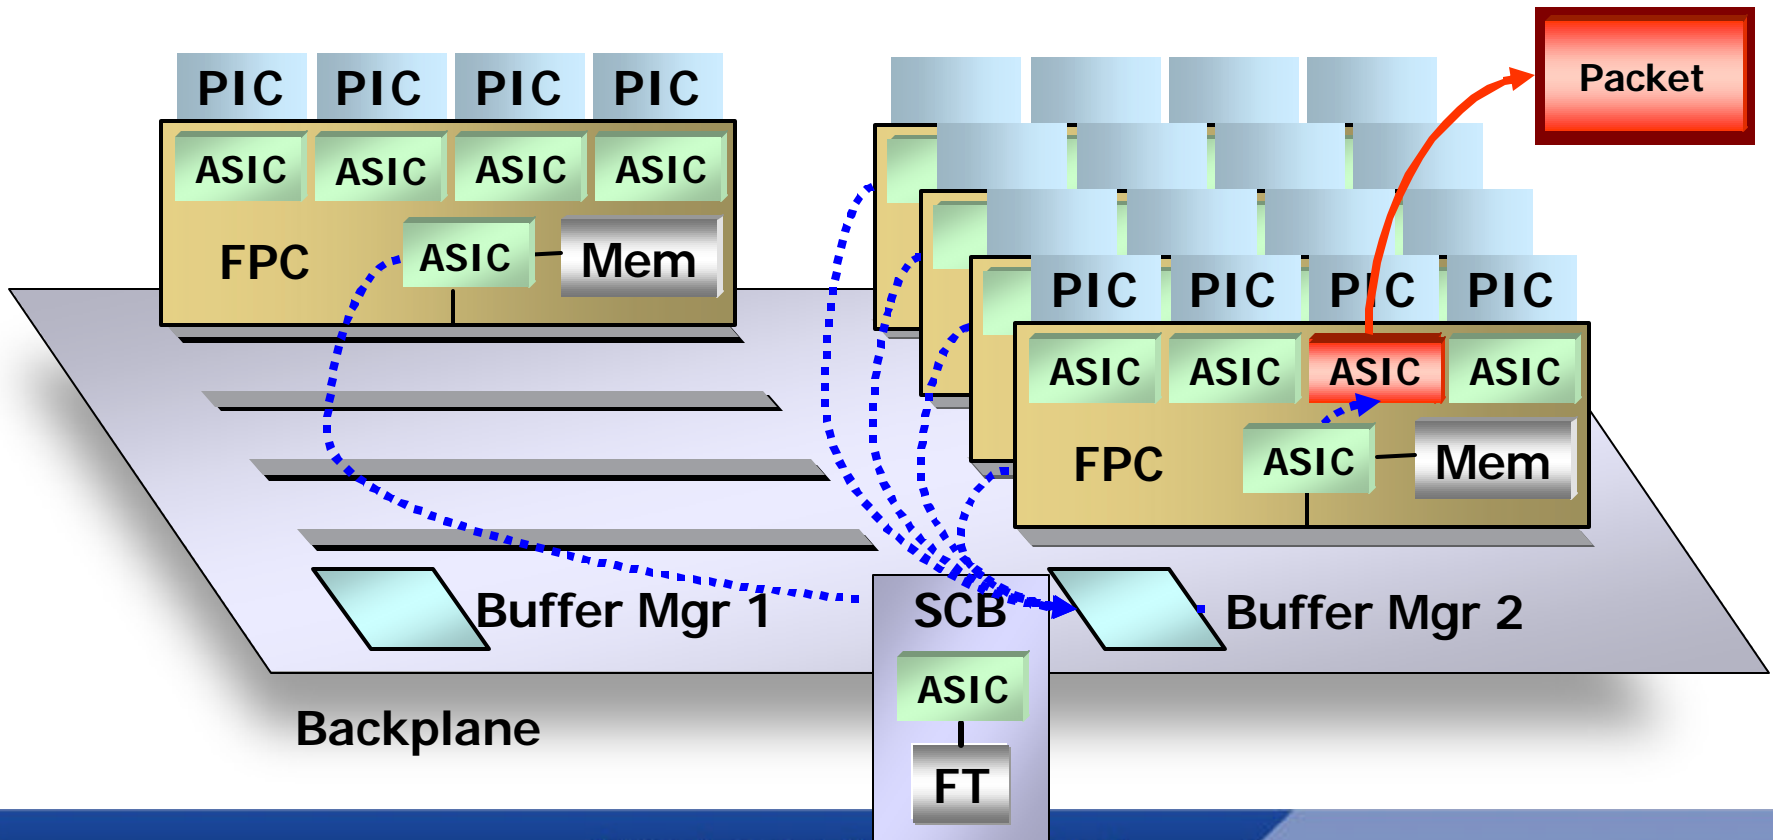 PIC PIC PIC PIC
ASIC ASIC ASIC ASIC
FPC ASIC Mem
Packet
PIC PIC PIC PIC
ASIC ASIC ASIC ASIC
FPC ASIC Mem
Buffer Mgr 1
SCB
Buffer Mgr 2
ASIC
FT
Backplane